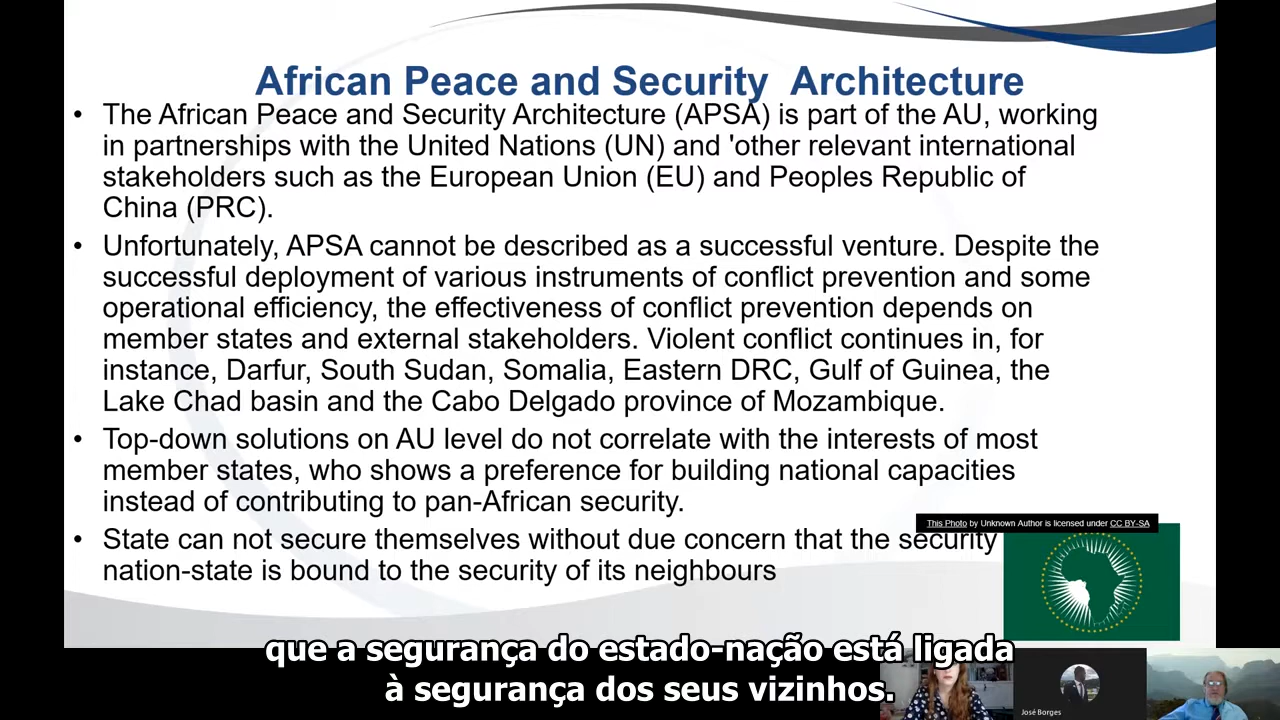 African Peace and Security Architecture
• The African Peace and Security Architecture (APSA) is part of the AU, working
in partnerships with the United Nations (UN) and 'other relevant international
stakeholders such as the European Union (EU) and Peoples Republic of
China (PRC).
• Unfortunately, APSA cannot be described as a successful venture. Despite the
successful deployment of various instruments of conflict prevention and some
operational efficiency, the effectiveness of conflict prevention depends on
member states and external stakeholders. Violent conflict continues in, for
instance, Darfur, South Sudan, Somalia, Eastern DRC, Gulf of Guinea, the
Lake Chad basin and the Cabo Delgado province of Mozambique.
• Top-down solutions on AU level do not correlate with the interests of most
member states, who shows a preference for building national capacities
instead of contributing to pan-African security.
• State can not secure themselves without due concern that the security
nation-state is bound to the security of its neighbours
This Photo by Unknown Author is licensed under CC BY-SA
que a segurança do estado-nação está ligada
à segurança dos seus vizinhos.
José Borges